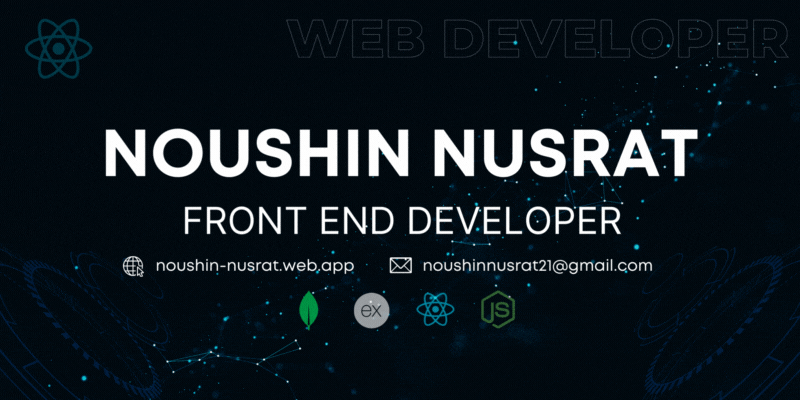 WEB DEVELOPER
NOUSHIN NUSRAT
FRONT END DEVELOPER
noushin-nusrat.web.app noushinnusrat21@gmail.com
ex JS